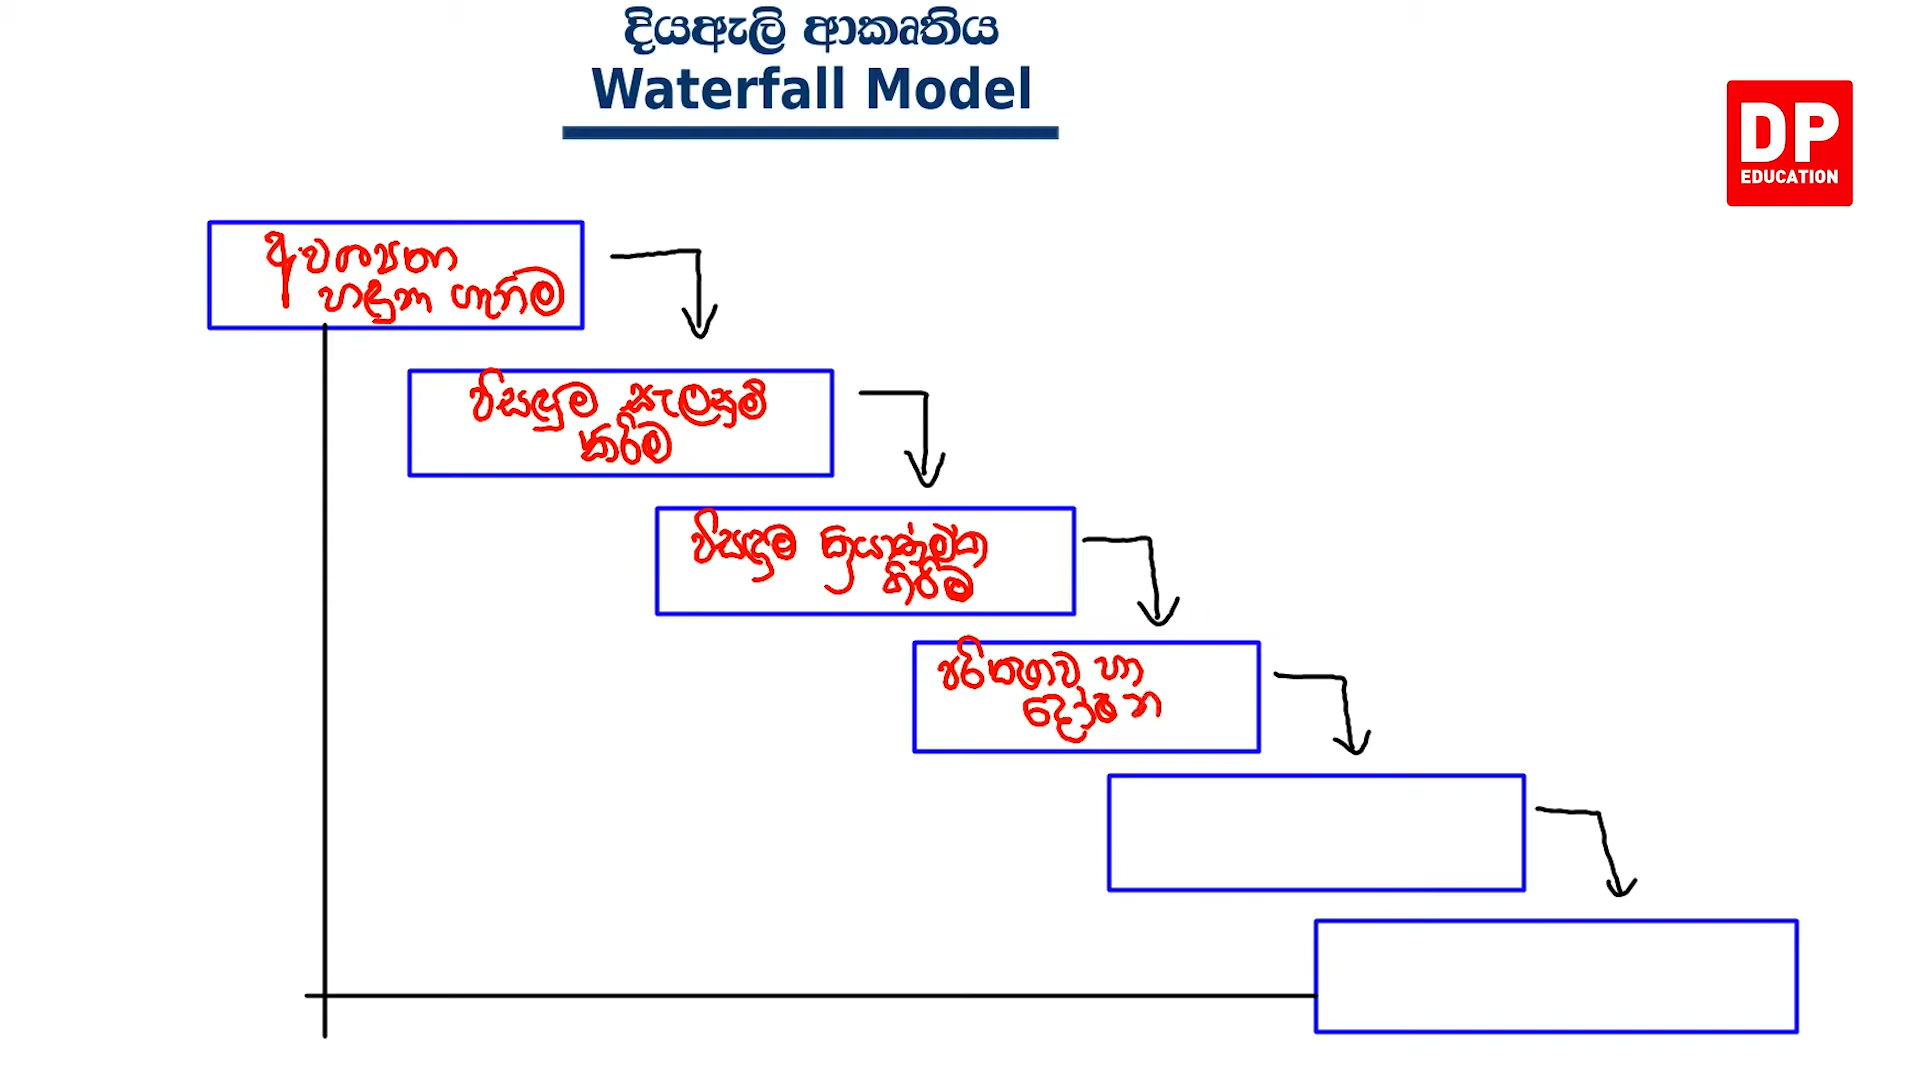 දියඇලි ආකෘතිය
Waterfall Model
DP
EDUCATION
අවශ්‍යතා
හඳුනා ගැනීම
විසඳුම සැලසුම්
කිරීම
විසඳුම ක්‍රියාත්මක
කිරීම
පරීක්ෂාව හා
දෝෂ